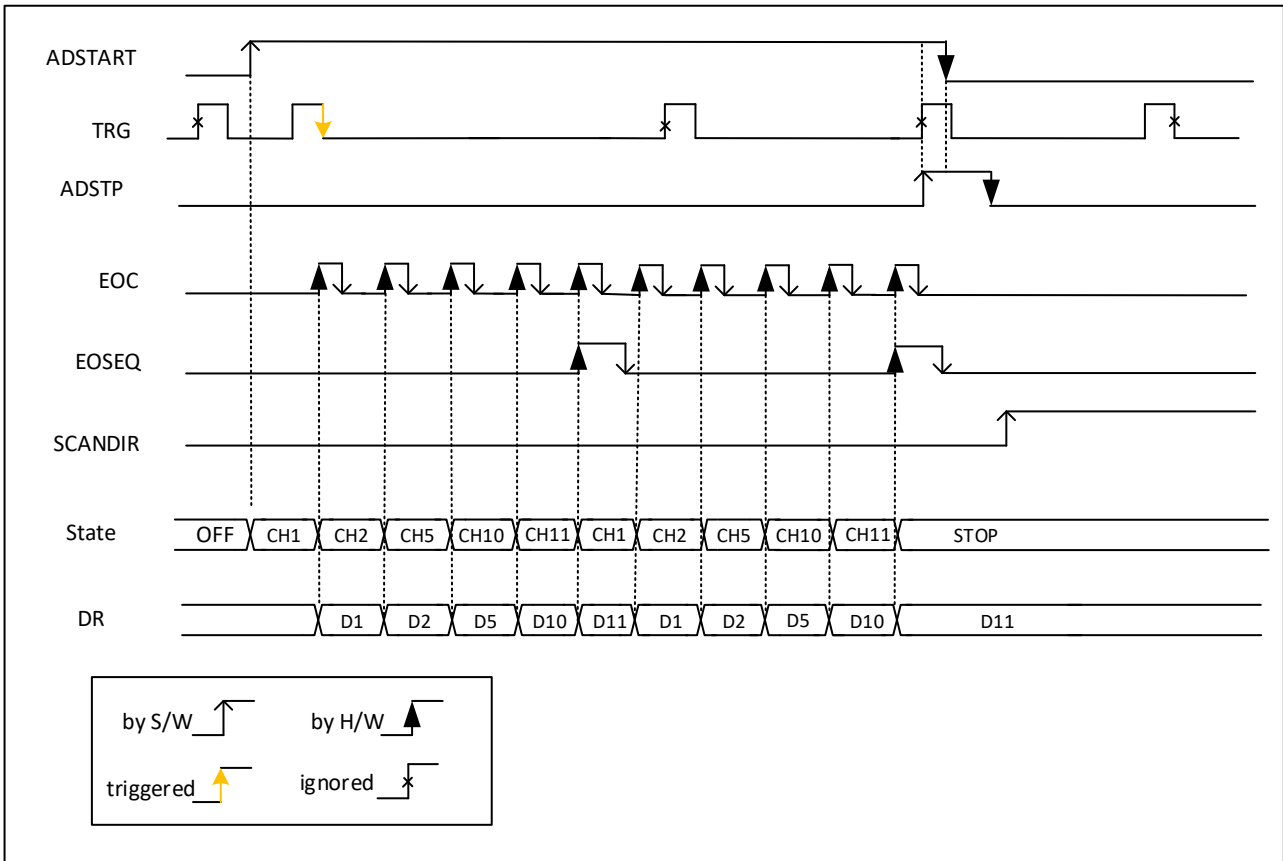 ADSTART
TRG
ADSTP
EOC
EOSEQ
SCANDIR
State OFF CH1 CH2 CH5 CH10 CH11 CH1 CH2 CH5 CH10 CH11 STOP
DR D1 D2 D5 D10 D11 D1 D2 D5 D10 D11
by S/W by H/W
triggered ignored